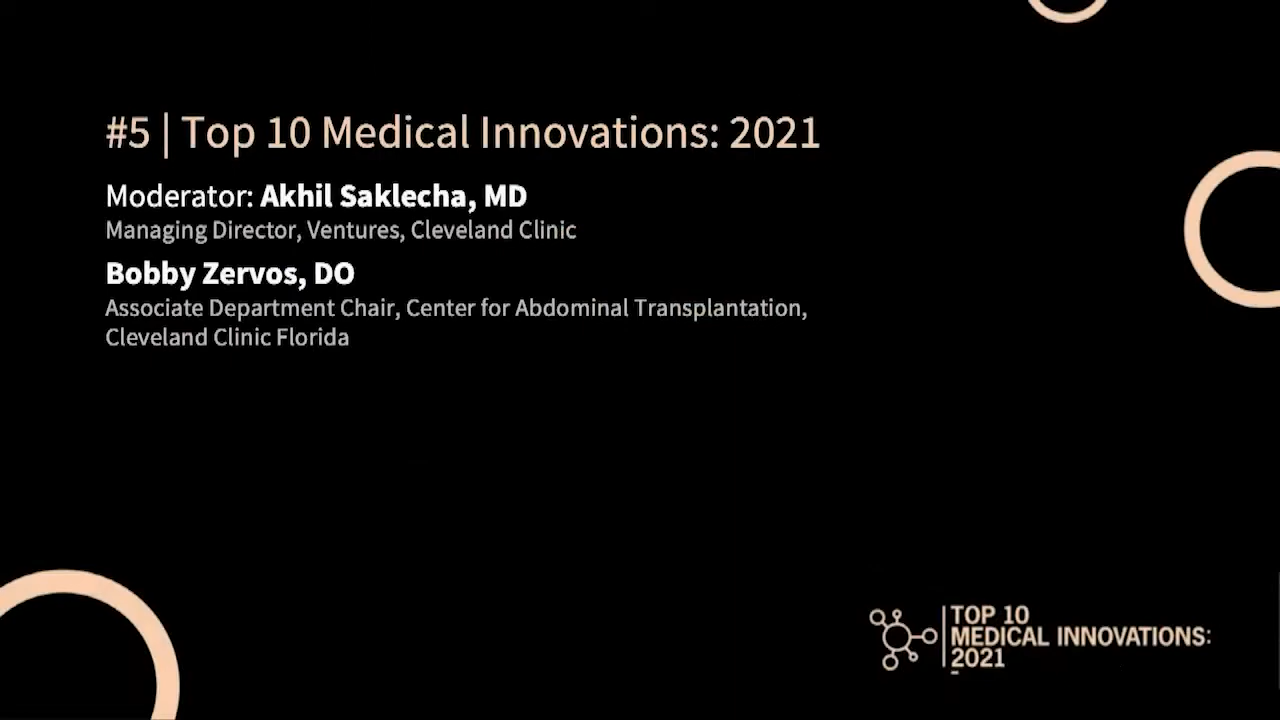 #5 | Top 10 Medical Innovations: 2021
Moderator: Akhil Saklecha, MD
Managing Director, Ventures, Cleveland Clinic
Bobby Zervos, DO
Associate Department Chair, Center for Abdominal Transplantation,
Cleveland Clinic Florida
TOP 10
MEDICAL INNOVATIONS:
2021